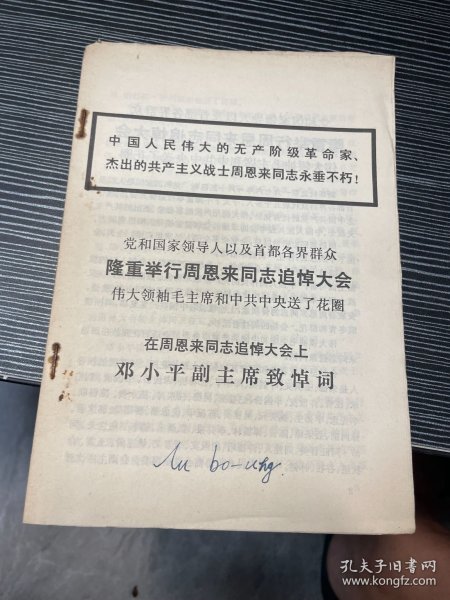 中国人民伟大的无产阶级革命家、
杰出的共产主义战士周恩来同志永垂不朽！
党和国家领导人以及首都各界群众
隆重举行周恩来同志追悼大会
伟大领袖毛主席和中共中央送了花圈
在周恩来同志追悼大会上
邓小平副主席致悼词
孔夫子旧书网
www.kongfz.com